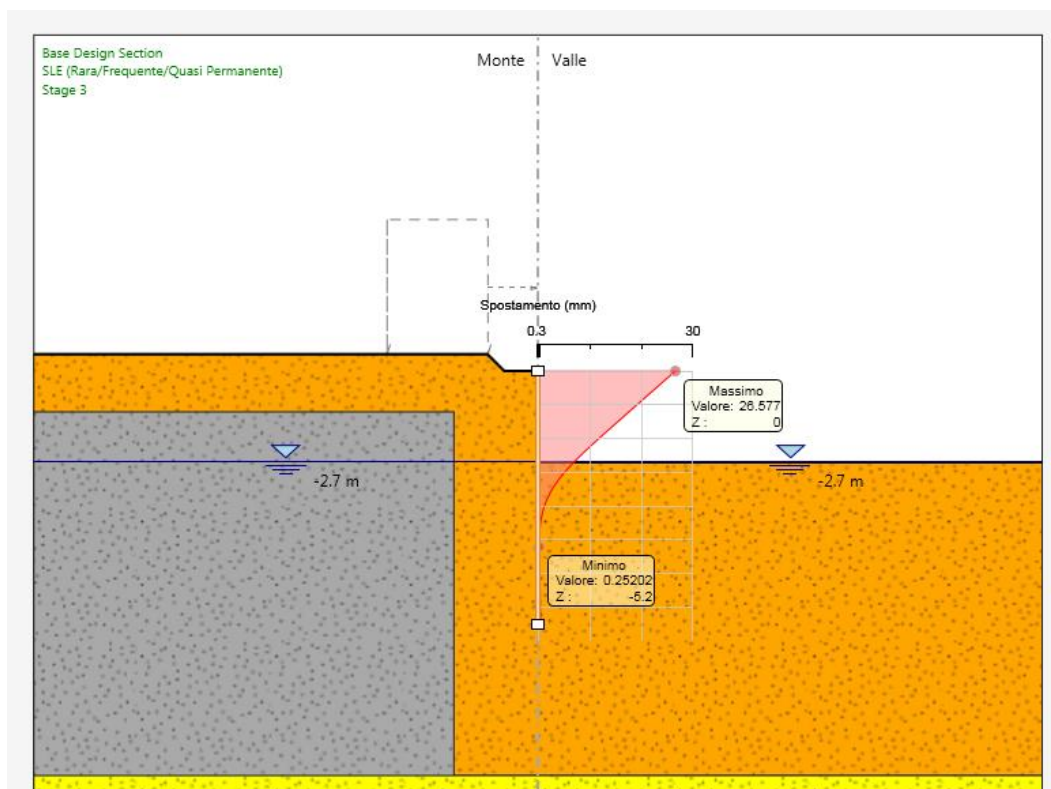 Base Design Section
SLE (Rara/Frequente/Quasi Permanente)
Stage 3
Monte Valle
Spostamento (mm)
0.3 30
Massimo
Valore: 26.577
Z : 0
-2.7 m -2.7 m
Minimo
Valore: 0.25202
Z : -5.2